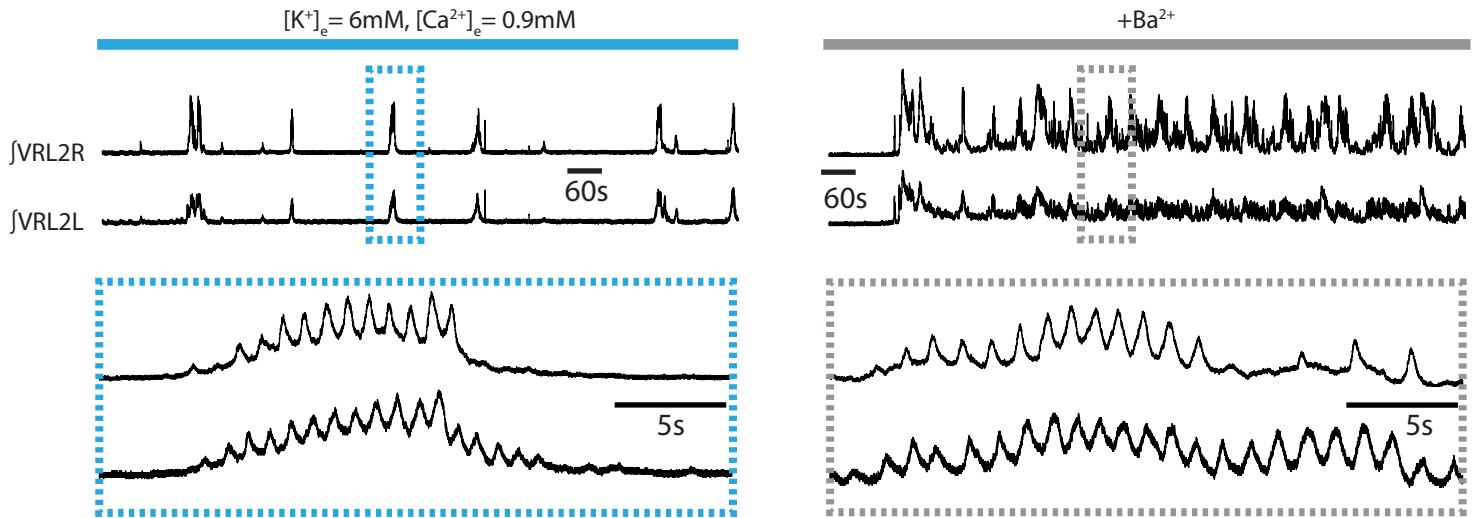 [K⁺]ₑ= 6mM, [Ca²⁺]ₑ= 0.9mM
+Ba²⁺
∫VRL2R
60s
60s
∫VRL2L
5s
5s